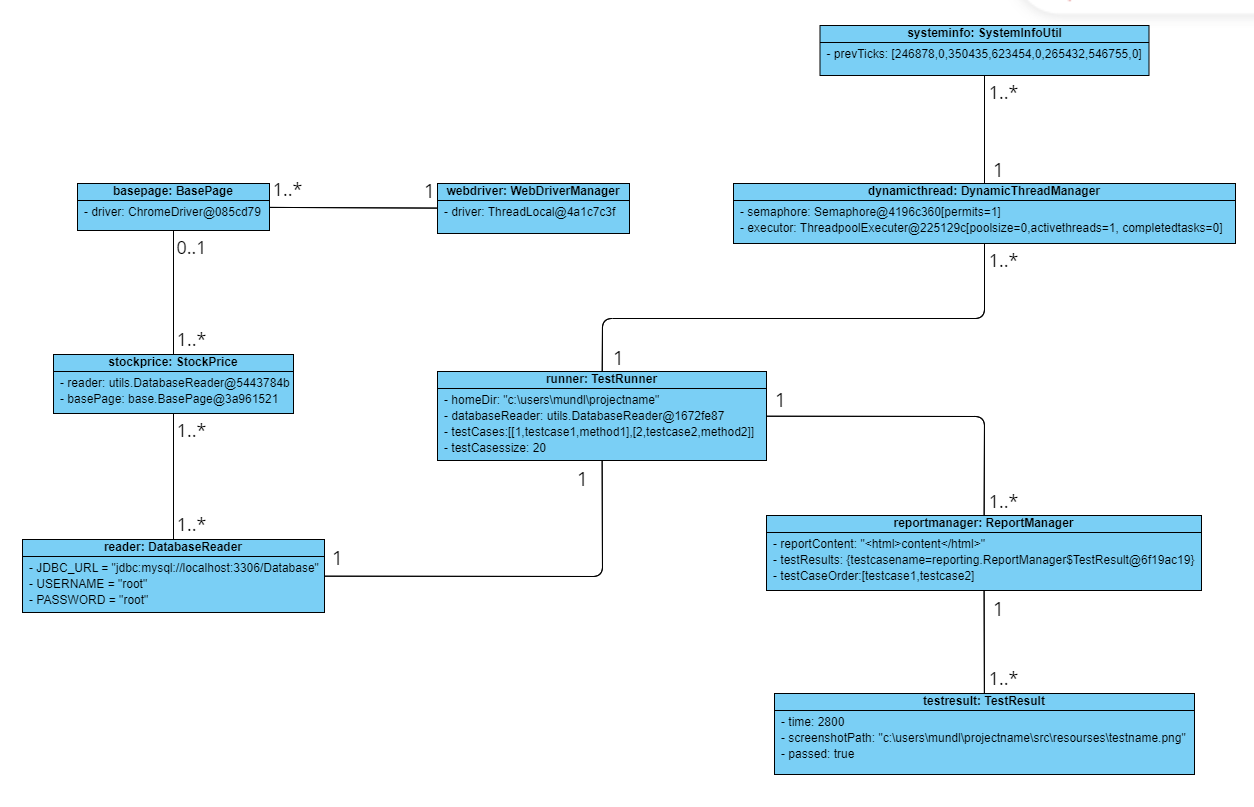 systeminfo: SystemInfoUtil
- prevTicks: [246878,0,350435,623454,0,265432,546755,0]
1..*
1
dynamicthread: DynamicThreadManager
- semaphore: Semaphore@4196c360[permits=1]
- executor: ThreadpoolExecuter@225129c[poolsize=0,activethreads=1, completedtasks=0]
1..*
basepage: BasePage
- driver: ChromeDriver@085cd79
1..*
1
webdriver: WebDriverManager
- driver: ThreadLocal@4a1c7c3f
0..1
1..*
stockprice: StockPrice
- reader: utils.DatabaseReader@5443784b
- basePage: base.BasePage@3a961521
1..*
1..*
reader: DatabaseReader
- JDBC_URL = "jdbc:mysql://localhost:3306/Database"
- USERNAME = "root"
- PASSWORD = "root"
1
1
runner: TestRunner
- homeDir: "c:\users\mundl\projectname"
- databaseReader: utils.DatabaseReader@1672fe87
- testCases:[[1,testcase1,method1],[2,testcase2,method2]]
- testCasessize: 20
1
1
1..*
reportmanager: ReportManager
- reportContent: "<html>content</html>"
- testResults: {testcasename=reporting.ReportManager$TestResult@6f19ac19}
- testCaseOrder:[testcase1,testcase2]
1
1..*
testresult: TestResult
- time: 2800
- screenshotPath: "c:\users\mundl\projectname\src\resourses\testname.png"
- passed: true